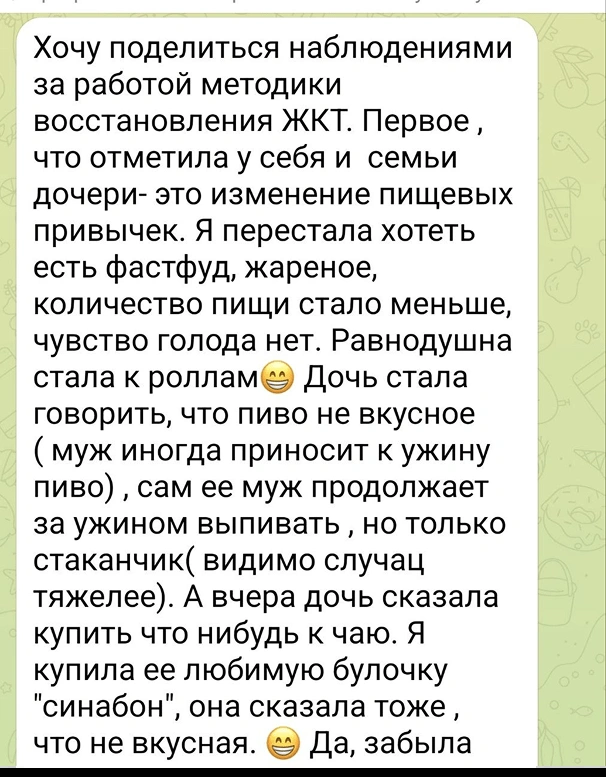 Хочу поделиться наблюдениями
за работой методики
восстановления ЖКТ. Первое ,
что отметила у себя и  семьи
дочери- это изменение пищевых
привычек. Я перестала хотеть
есть фастфуд, жареное,
количество пищи стало меньше,
чувство голода нет. Равнодушна
стала к роллам😁 Дочь стала
говорить, что пиво не вкусное
( муж иногда приносит к ужину
пиво) , сам ее муж продолжает
за ужином выпивать , но только
стаканчик( видимо случац
тяжелее). А вчера дочь сказала
купить что нибудь к чаю. Я
купила ее любимую булочку
"синабон", она сказала тоже ,
что не вкусная. 😁 Да, забыла